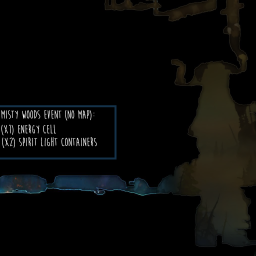 MISTY WOODS EVENT (NO MAP):
(X1) ENERGY CELL
(X2) SPIRIT LIGHT CONTAINERS